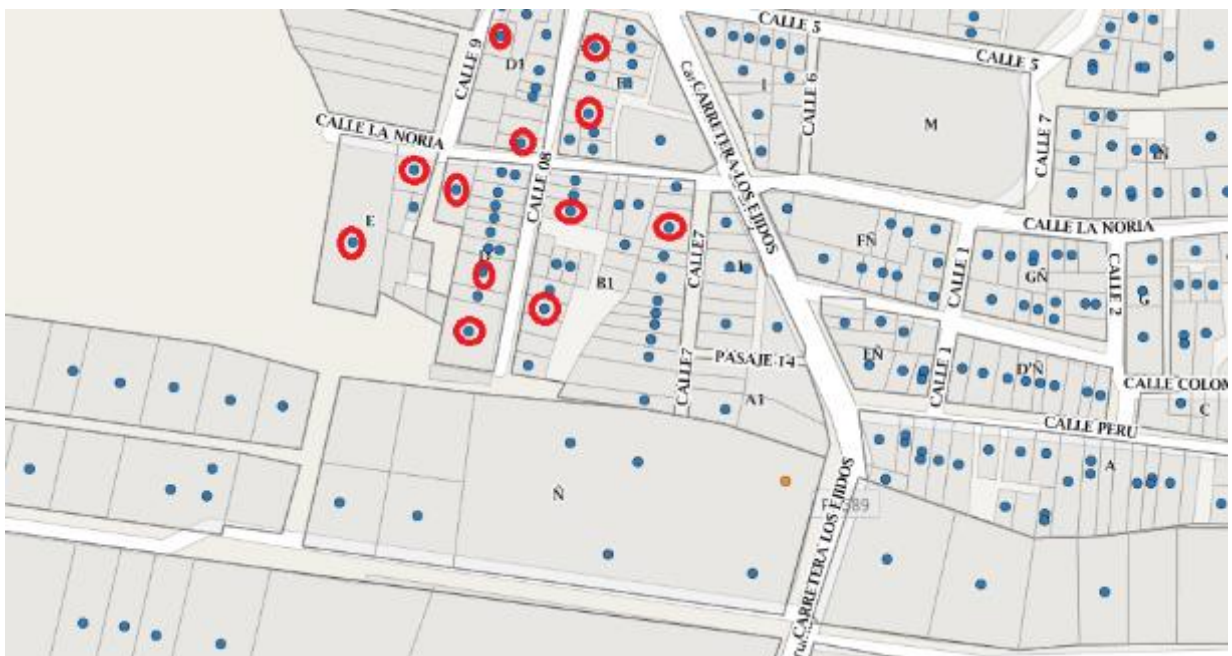 CALLE 5
CALLE 5
CALLE 9
D1
I
CALLE 6
CARRETERA LOS EJIDOS
M
CALLE 7
CALLE LA NORIA
CALLE 08
E
B1
CALLE7
FÑ
CALLE LA NORIA
CALLE 1
GÑ
CALLE 2
G
PASAJE 14
CALLE7
A1
EÑ
CALLE 1
D'Ñ
CALLE COLOM
C
CALLE PERU
A
Ñ
CARRETERA LOS EJIDOS